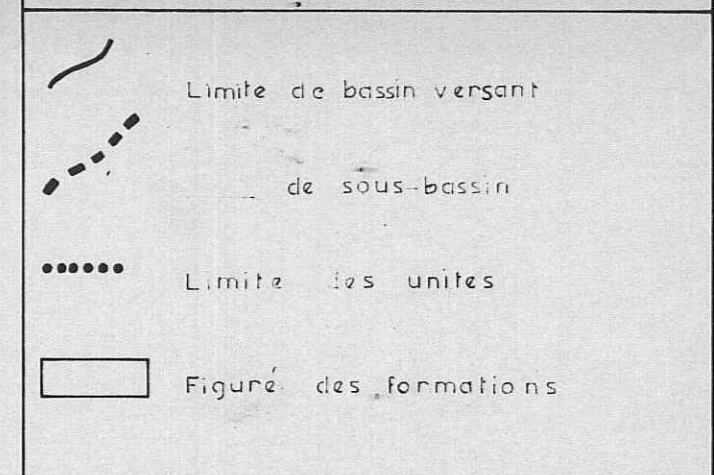 Limite de bassin versant
de sous-bassin
Limite des unites
Figuré des formations